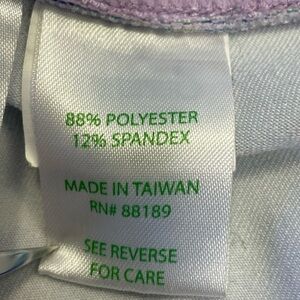 88% POLYESTER
12% SPANDEX
MADE IN TAIWAN
RN# 88189
SEE REVERSE
FOR CARE